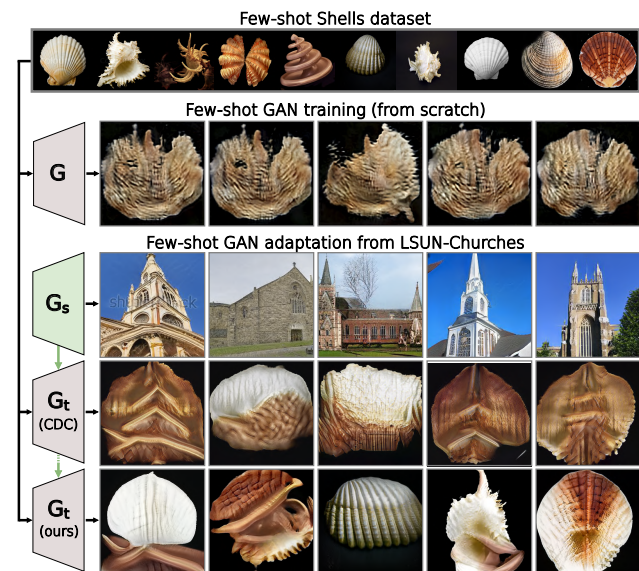 Few-shot Shells dataset
Few-shot GAN training (from scratch)
G
Few-shot GAN adaptation from LSUN-Churches
Gs
Gt
(CDC)
Gt
(ours)